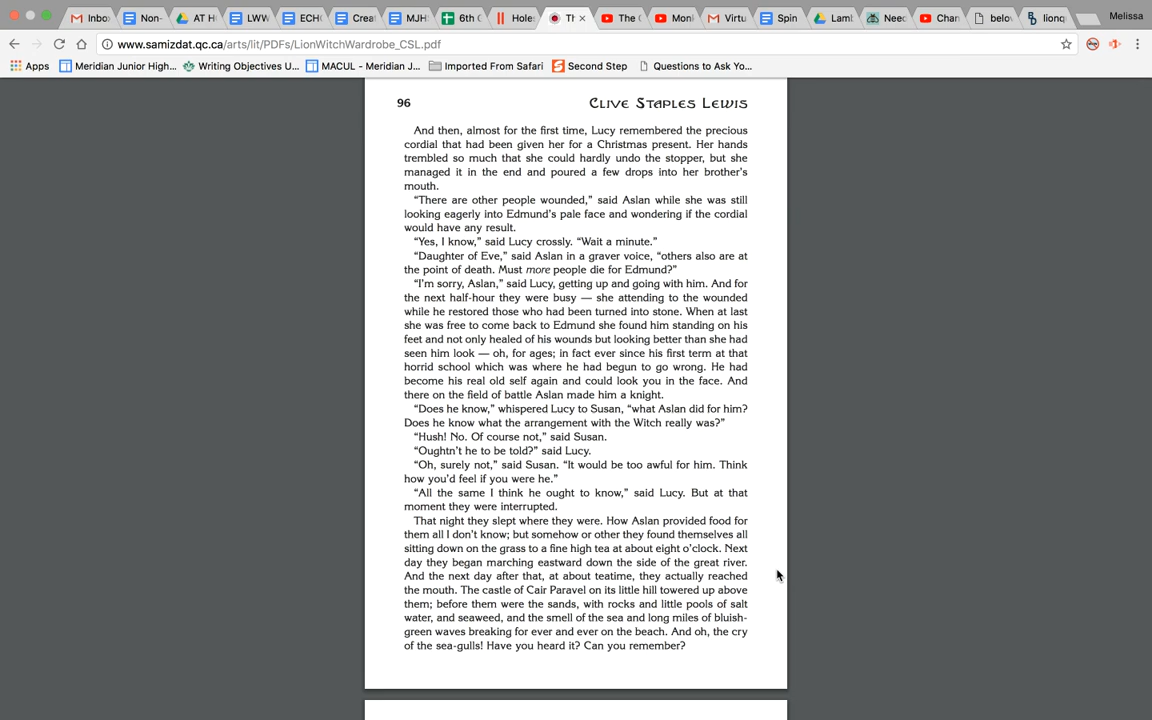 Inbo
Non-
AT H
LWW
ECH
Creat
MJH
6th
Hole
Th
The
Mon
Virtu
Spin
Lam
Need
Chan
belo
lionq
Melissa
www.samizdat.qc.ca/arts/lit/PDFs/LionWitchWardrobe_CSL.pdf
Apps
Meridian Junior High...
Writing Objectives U...
MACUL - Meridian J...
Imported From Safari
Second Step
Questions to Ask Yo...
96 CLIVE STAPLES LEWIS
And then, almost for the first time, Lucy remembered the precious
cordial that had been given her for a Christmas present. Her hands
trembled so much that she could hardly undo the stopper, but she
managed it in the end and poured a few drops into her brother's
mouth.
“There are other people wounded,” said Aslan while she was still
looking eagerly into Edmund's pale face and wondering if the cordial
would have any result.
“Yes, I know,” said Lucy crossly. “Wait a minute.”
“Daughter of Eve,” said Aslan in a graver voice, “others also are at
the point of death. Must more people die for Edmund?”
“I'm sorry, Aslan,” said Lucy, getting up and going with him. And for
the next half-hour they were busy — she attending to the wounded
while he restored those who had been turned into stone. When at last
she was free to come back to Edmund she found him standing on his
feet and not only healed of his wounds but looking better than she had
seen him look — oh, for ages; in fact ever since his first term at that
horrid school which was where he had begun to go wrong. He had
become his real old self again and could look you in the face. And
there on the field of battle Aslan made him a knight.
“Does he know,” whispered Lucy to Susan, “what Aslan did for him?
Does he know what the arrangement with the Witch really was?”
“Hush! No. Of course not,” said Susan.
“Oughtn't he to be told?” said Lucy.
“Oh, surely not,” said Susan. “It would be too awful for him. Think
how you'd feel if you were he.”
“All the same I think he ought to know,” said Lucy. But at that
moment they were interrupted.
That night they slept where they were. How Aslan provided food for
them all I don't know; but somehow or other they found themselves all
sitting down on the grass to a fine high tea at about eight o'clock. Next
day they began marching eastward down the side of the great river.
And the next day after that, at about teatime, they actually reached
the mouth. The castle of Cair Paravel on its little hill towered up above
them; before them were the sands, with rocks and little pools of salt
water, and seaweed, and the smell of the sea and long miles of bluish-
green waves breaking for ever and ever on the beach. And oh, the cry
of the sea-gulls! Have you heard it? Can you remember?